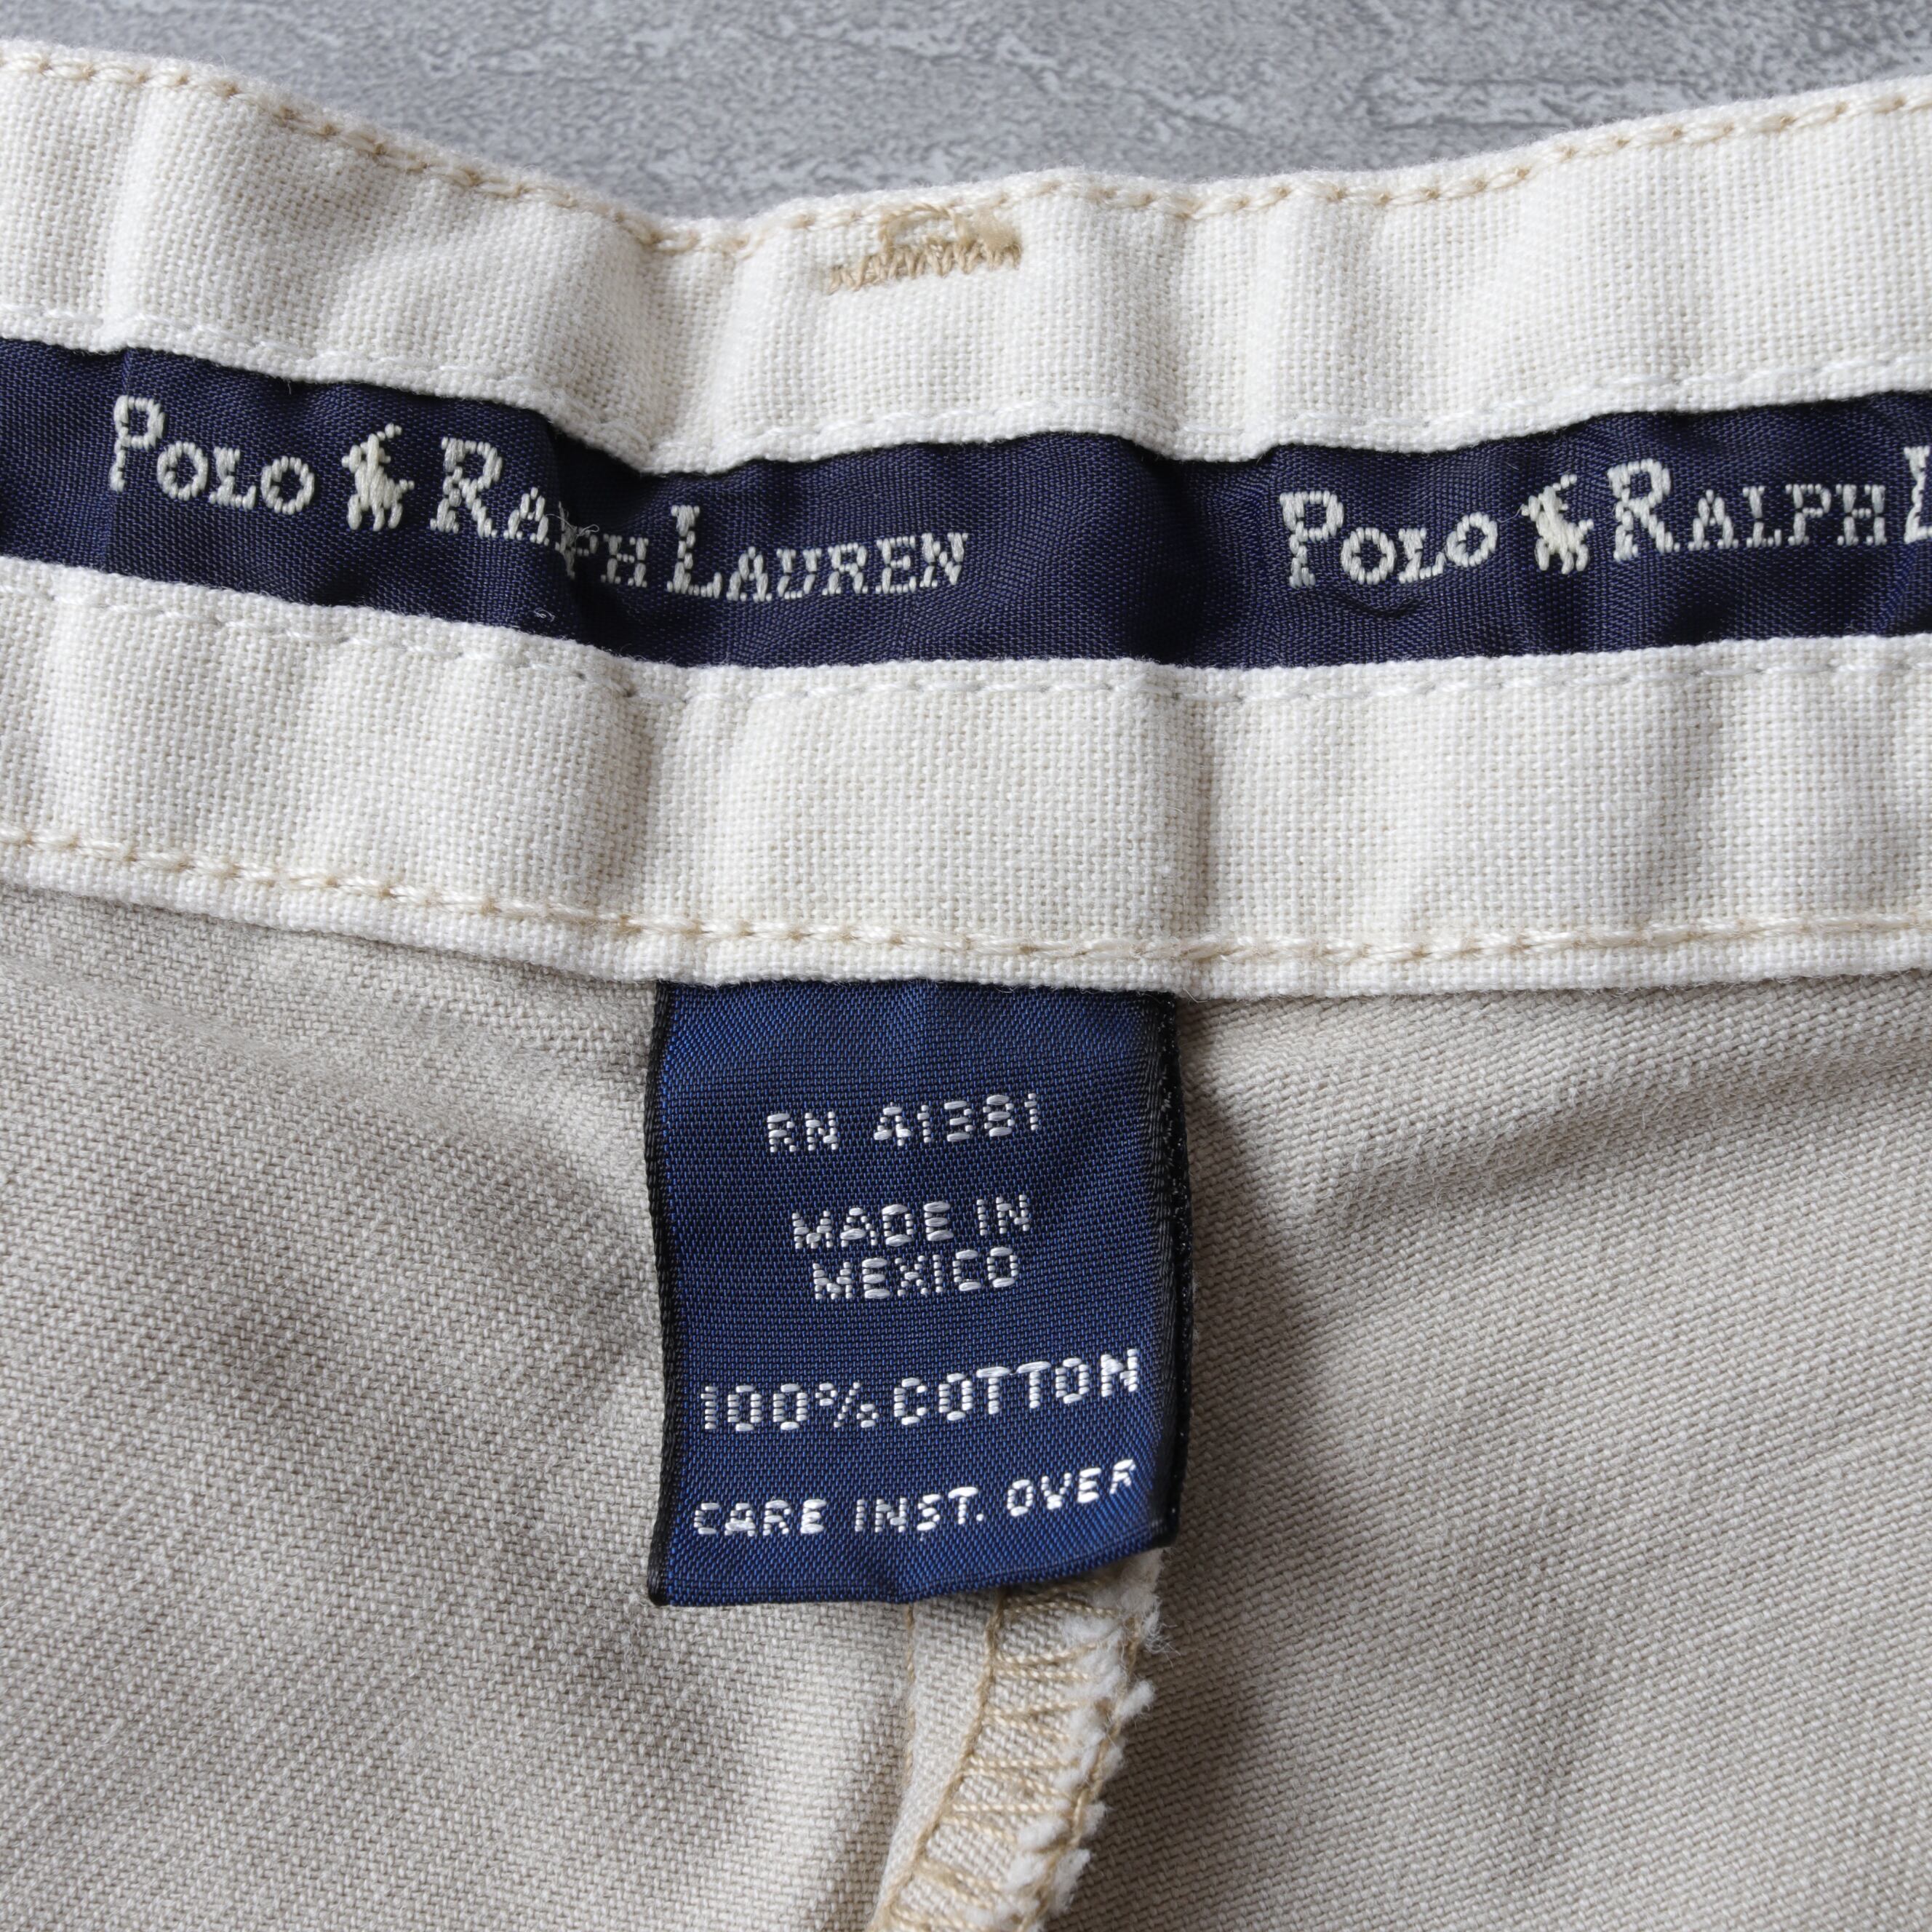 POLO RALPH LAUREN
POLO RALPH L
RN 41381
MADE IN
MEXICO
100% COTTON
CARE INST. OVER